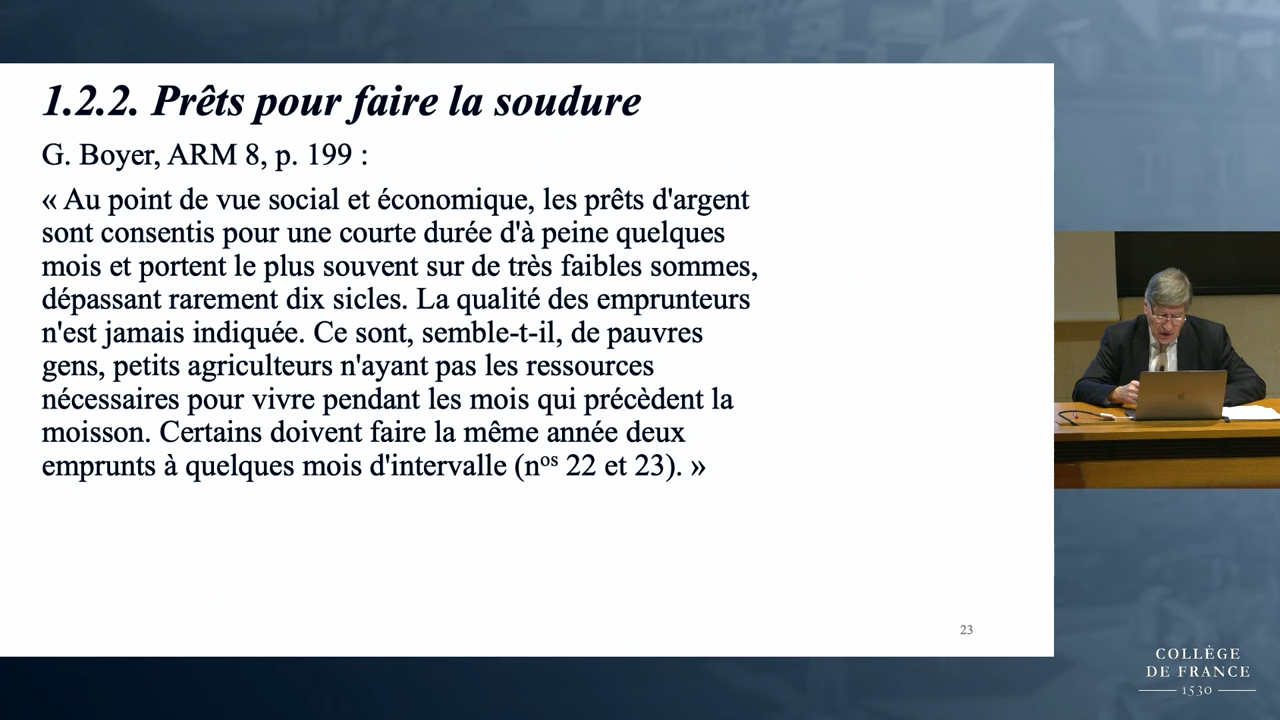 1.2.2. Prêts pour faire la soudure
G. Boyer, ARM 8, p. 199 :
« Au point de vue social et économique, les prêts d'argent
sont consentis pour une courte durée d'à peine quelques
mois et portent le plus souvent sur de très faibles sommes,
dépassant rarement dix sicles. La qualité des emprunteurs
n'est jamais indiquée. Ce sont, semble-t-il, de pauvres
gens, petits agriculteurs n'ayant pas les ressources
nécessaires pour vivre pendant les mois qui précèdent la
moisson. Certains doivent faire la même année deux
emprunts à quelques mois d'intervalle (nos 22 et 23). »
23
COLLÈGE
DE FRANCE
1530